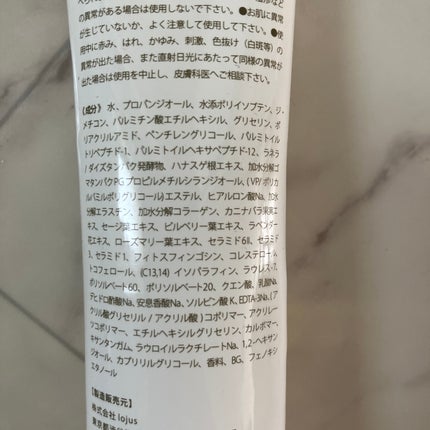 の異常がある場合は使用しないで下さい。●お肌に異常
が生じていないか、よく注意して使用して下さい。●使
用中に赤み、はれ、かゆみ、刺激、色抜け（白斑等）の
異常が出た場合、また直射日光にあたって同様の異常が
出た場合は使用を中止し、皮膚科医へご相談下さい。
《成分》 水、プロパンジオール、水添ポリイソブテン、ジ
メチコン、パルミチン酸エチルヘキシル、グリセリン、ポ
リアクリルアミド、ペンチレングリコール、パルミトイル
トリペプチド-1、パルミトイルヘキサペプチド-12、ラネラ
/ダイズタンパク発酵物、ハナスゲ根エキス、加水分解ゴ
マタンパクPGプロピルメチルシランジオール、（VP/ポリカ
ルバミルポリグリコール）エステル、ヒアルロン酸Na、加水
分解エラスチン、加水分解コラーゲン、カニナバラ果実エ
キス、セージ葉エキス、ビルベリー葉エキス、ラベンダー
花エキス、ローズマリー葉エキス、セラミド6II、セラミド
3、セラミド1、フィトスフィンゴシン、コレステロール、
トコフェロール、(C13,14) イソパラフィン、ラウレス-7、
ポリソルベート60、ポリソルベート20、クエン酸、乳酸Na、
デヒドロ酢酸Na、安息香酸Na、ソルビン酸K、EDTA-3Na、（ア
クリル酸グリセリル / アクリル酸 ）コポリマー、アクリレー
ツコポリマー、エチルヘキシルグリセリン、カルボマー、
キサンタンガム、ラウロイルラクチレートNa、1,2-ヘキサン
ジオール、カプリリルグリコール、香料、BG、フェノキシ
エタノール
【製造販売元】
株式会社 lojus
東京都